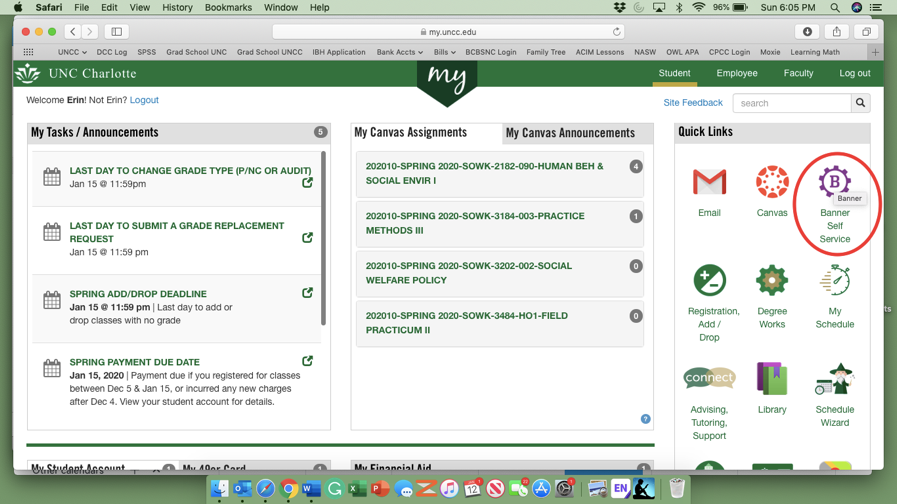 Safari File Edit View History Bookmarks Window Help
96% Sun 6:05 PM
my.uncc.edu
UNCC DCC Log SPSS Grad School UNC Grad School UNCC IBH Application Bank Accts Bills BCBSNC Login Family Tree ACIM Lessons NASW OWL APA CPCC Login Moxie Learning Math
UNC Charlotte
my
Student Employee Faculty Log out
Welcome Erin! Not Erin? Logout
Site Feedback
search
My Tasks / Announcements 5
LAST DAY TO CHANGE GRADE TYPE (P/NC OR AUDIT)
Jan 15 @ 11:59pm
LAST DAY TO SUBMIT A GRADE REPLACEMENT
REQUEST
Jan 15 @ 11:59 pm
SPRING ADD/DROP DEADLINE
Jan 15 @ 11:59 pm | Last day to add or
drop classes with no grade
SPRING PAYMENT DUE DATE
Jan 15, 2020 | Payment due if you registered for classes
between Dec 5 & Jan 15, or incurred any new charges
after Dec 4. View your student account for details.
My Canvas Assignments
My Canvas Announcements
202010-SPRING 2020-SOWK-2182-090-HUMAN BEH & 4
SOCIAL ENVIR I
202010-SPRING 2020-SOWK-3184-003-PRACTICE 1
METHODS III
202010-SPRING 2020-SOWK-3202-002-SOCIAL 0
WELFARE POLICY
202010-SPRING 2020-SOWK-3484-HO1-FIELD 0
PRACTICUM II
?
Quick Links
B
Banner
Email
Canvas
Banner
Self
Service
Registration,
Add /
Drop
Degree
Works
My
Schedule
connect
Advising,
Tutoring,
Support
Library
Schedule
Wizard
My Student Account
My 49er Card
My Financial Aid
EN